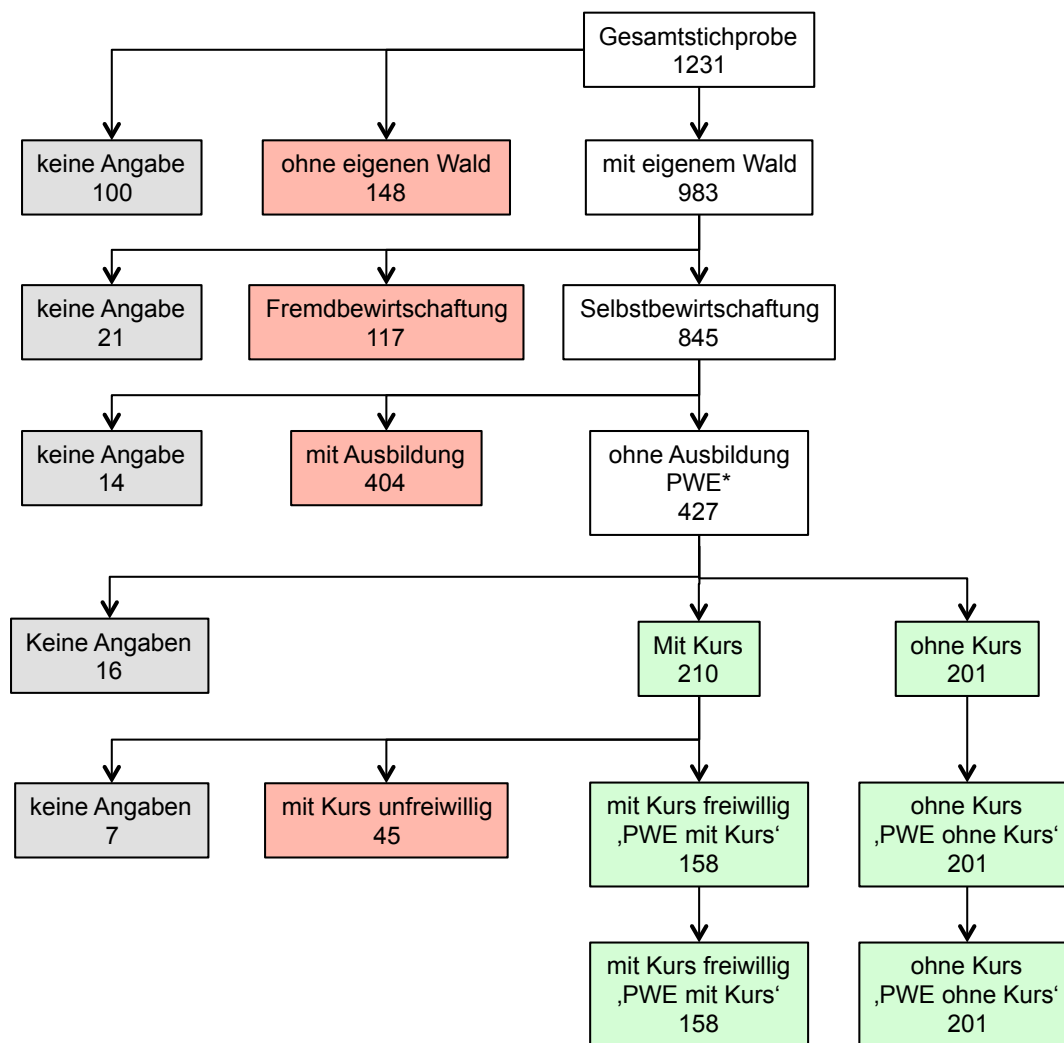 Gesamtstichprobe
1231
keine Angabe
100
ohne eigenen Wald
148
mit eigenem Wald
983
keine Angabe
21
Fremdbewirtschaftung
117
Selbstbewirtschaftung
845
keine Angabe
14
mit Ausbildung
404
ohne Ausbildung
PWE*
427
Keine Angaben
16
Mit Kurs
210
ohne Kurs
201
keine Angaben
7
mit Kurs unfreiwillig
45
mit Kurs freiwillig
‚PWE mit Kurs‘
158
ohne Kurs
‚PWE ohne Kurs‘
201
mit Kurs freiwillig
‚PWE mit Kurs‘
158
ohne Kurs
‚PWE ohne Kurs‘
201